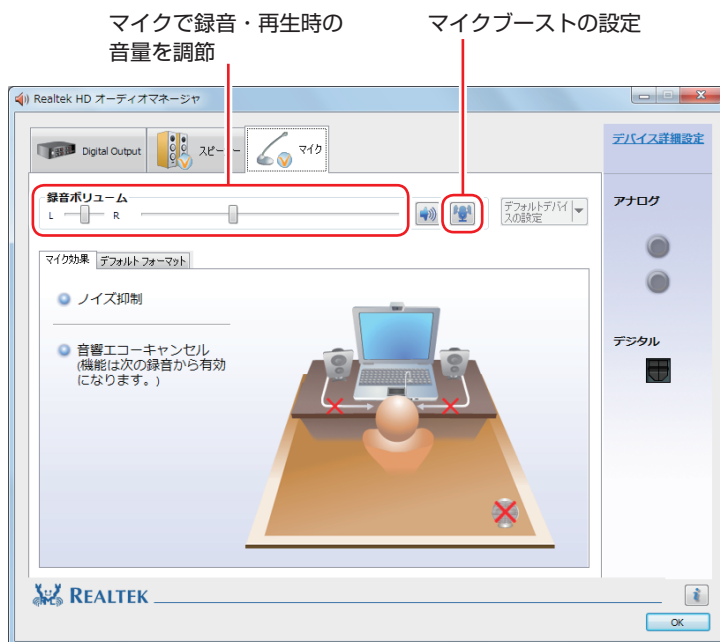 マイクで録音・再生時の
音量を調節
マイクブーストの設定
Realtek HD オーディオマネージャ
Digital Output
スピーカー
マイク
デバイス詳細設定
録音ボリューム
L
R
デフォルトデバイ
スの設定
アナログ
マイク効果
デフォルトフォーマット
ノイズ抑制
音響エコーキャンセル
(機能は次の録音から有効
になります。)
デジタル
REALTEK
OK